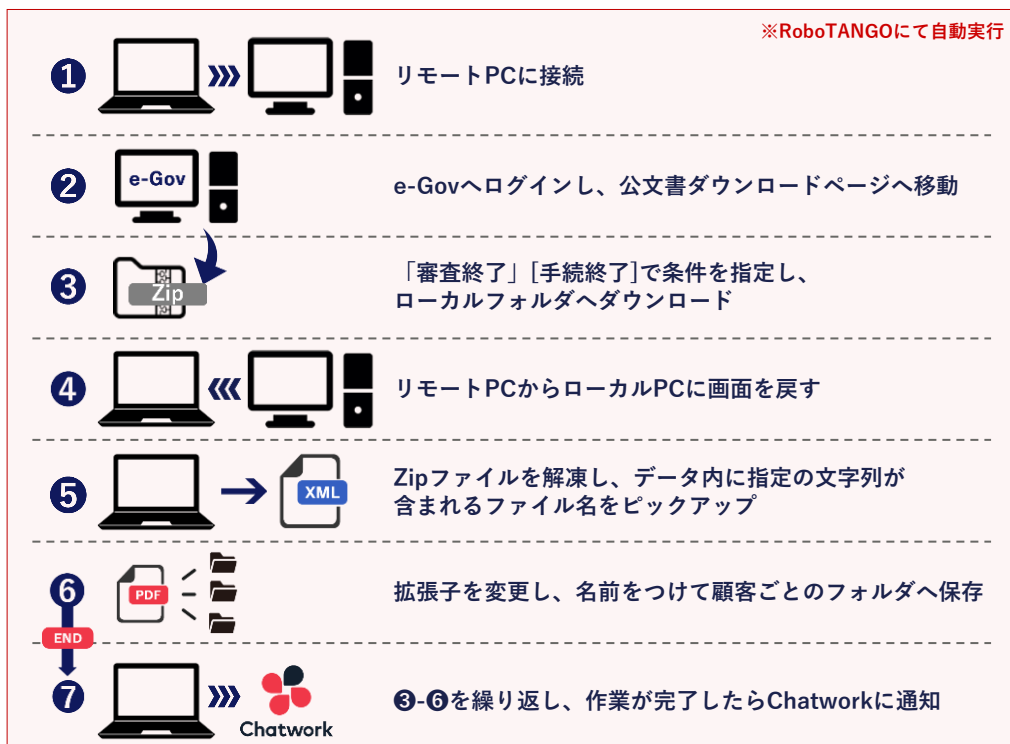 ※RoboTANGOにて自動実行
❶
リモートPCに接続
❷
e-Gov
e-Govへログインし、公文書ダウンロードページへ移動
❸
Zip
「審査終了」[手続終了]で条件を指定し、
ローカルフォルダへダウンロード
❹
リモートPCからローカルPCに画面を戻す
❺
XML
Zipファイルを解凍し、データ内に指定の文字列が
含まれるファイル名をピックアップ
❻
PDF
拡張子を変更し、名前をつけて顧客ごとのフォルダへ保存
END
❼
Chatwork
❸-❻を繰り返し、作業が完了したらChatworkに通知